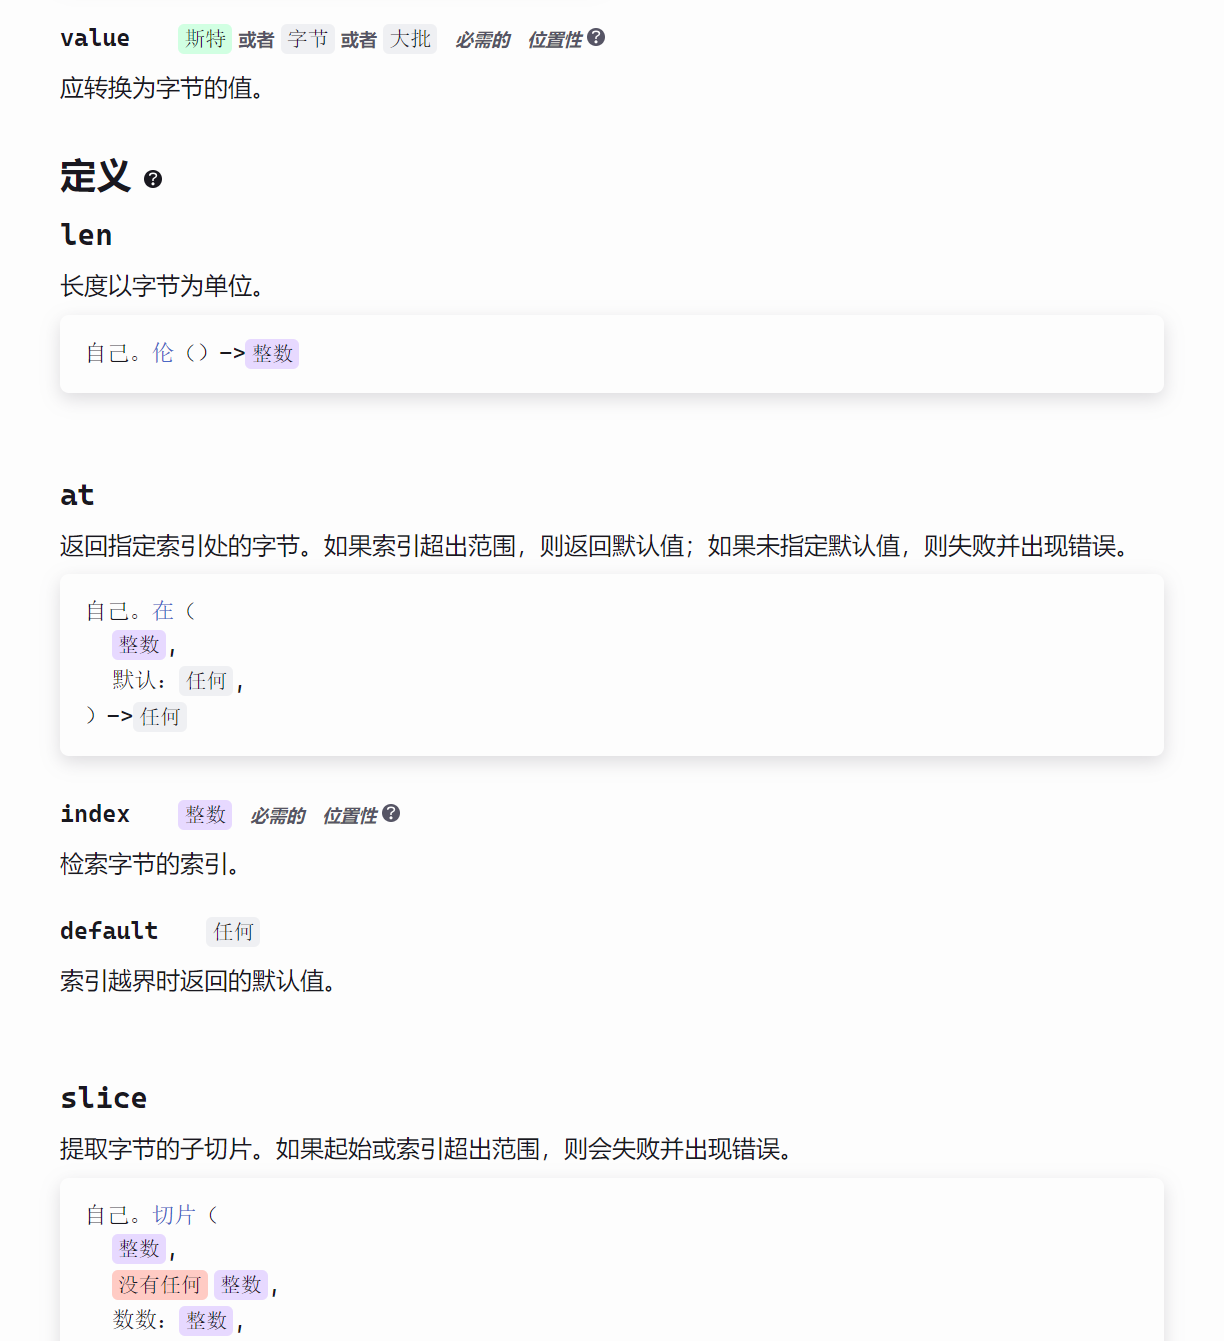 value 斯特 或者 字节 或者 大批 必需的 位置性 ?
应转换为字节的值。
定义 ?
len
长度以字节为单位。
自己。伦（）->整数
at
返回指定索引处的字节。如果索引超出范围，则返回默认值；如果未指定默认值，则失败并出现错误。
自己。在（
整数,
默认：任何,
）->任何
index 整数 必需的 位置性 ?
检索字节的索引。
default 任何
索引越界时返回的默认值。
slice
提取字节的子切片。如果起始或索引超出范围，则会失败并出现错误。
自己。切片（
整数,
没有任何 整数,
数数：整数,